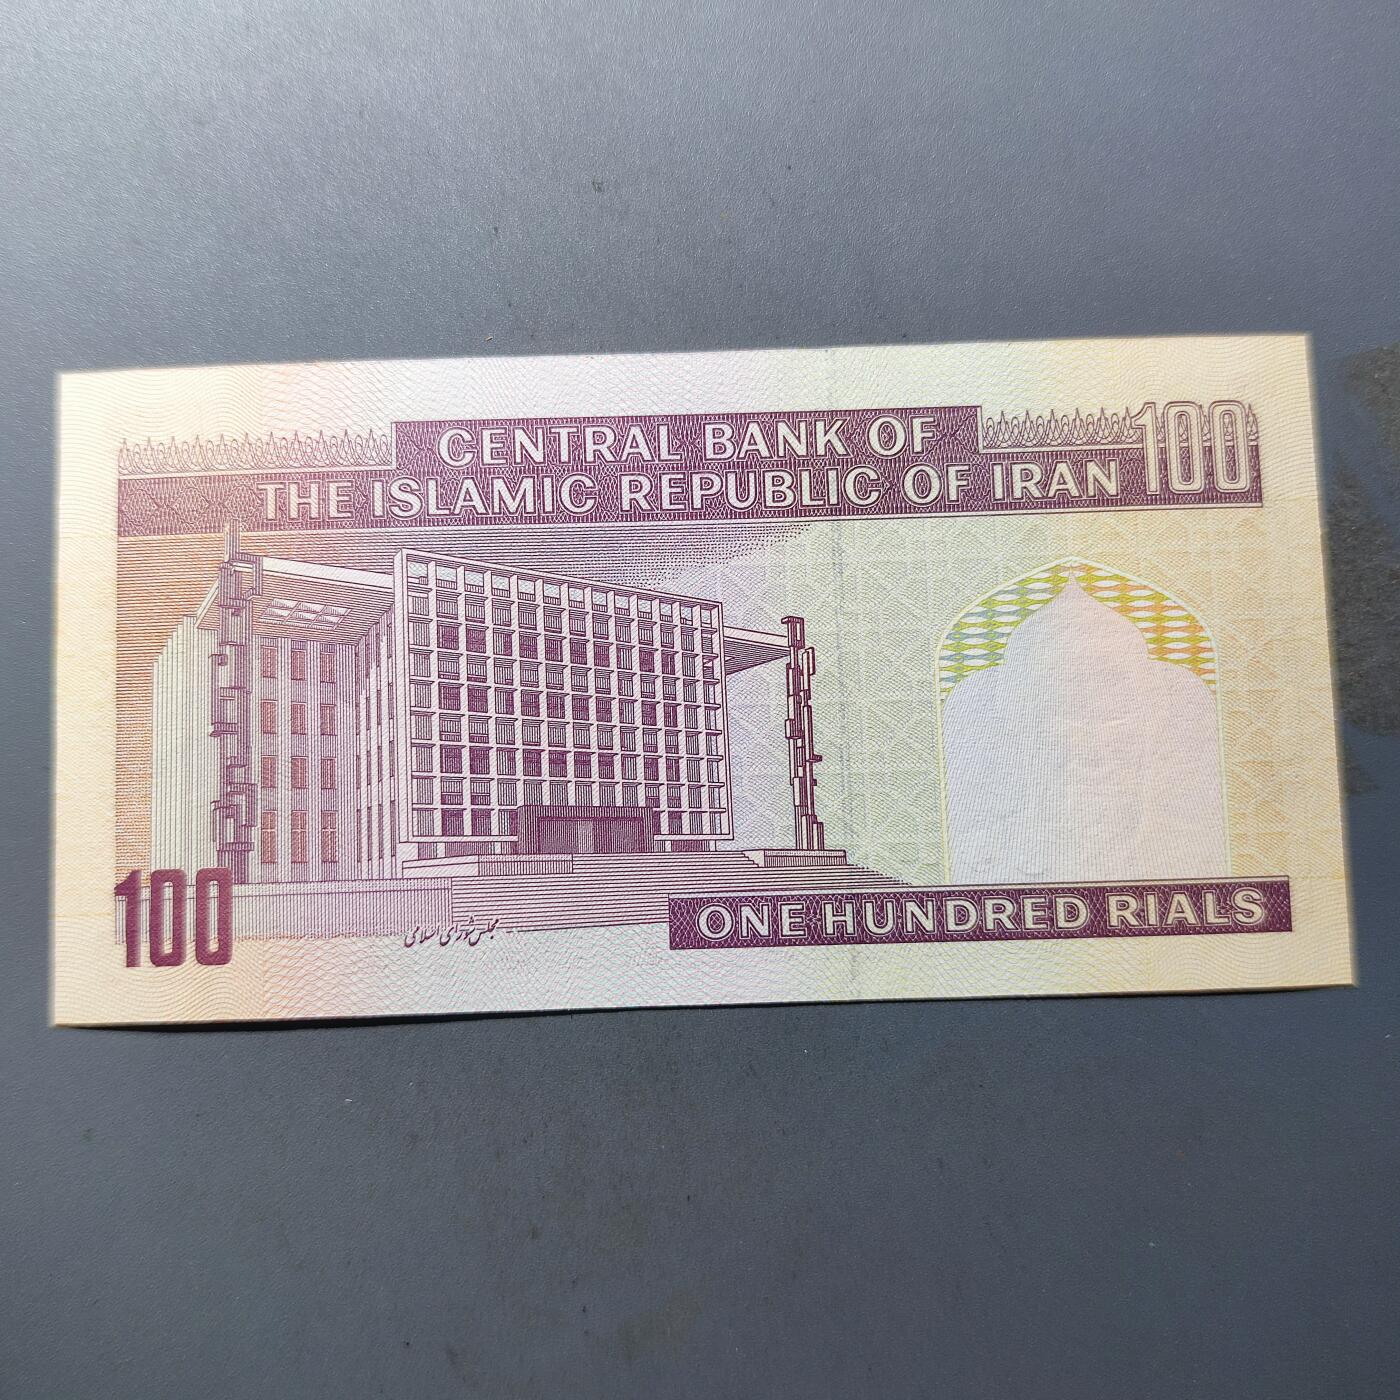 CENTRAL BANK OF
THE ISLAMIC REPUBLIC OF IRAN 100
100
مجلس شورای اسلامی
ONE HUNDRED RIALS